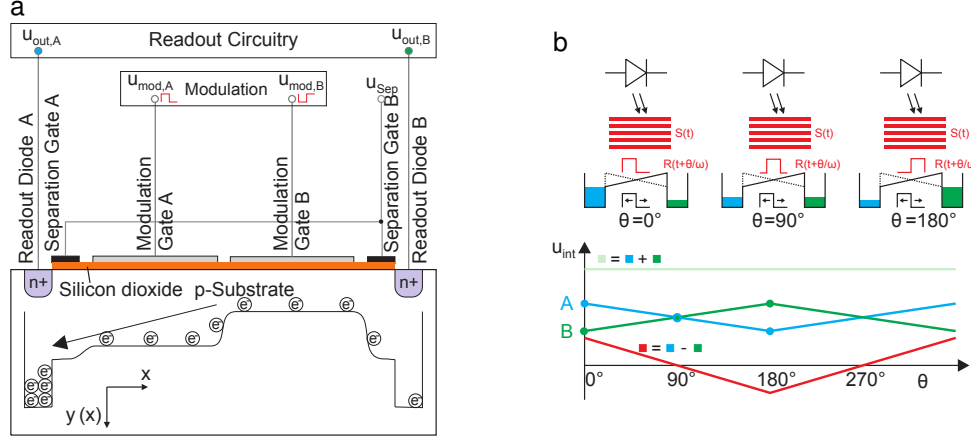 a
u_out,A
Readout Circuitry
u_out,B
u_mod,A
Modulation
u_mod,B
u_Sep
Readout Diode A
Separation Gate A
Modulation
Gate A
Modulation
Gate B
Separation Gate B
Readout Diode B
n+
n+
Silicon dioxide
p-Substrate
e⁻
e⁻
e⁻
e⁻
e⁻
e⁻
e⁻
e⁻
e⁻
e⁻
e⁻
e⁻
e⁻
e⁻
x
y (x)
b
S(t)
S(t)
S(t)
R(t+θ/ω)
R(t+θ/ω)
R(t+θ/ω)
θ=0°
θ=90°
θ=180°
u_int
= +
A
B
= -
0°
90°
180°
270°
θ